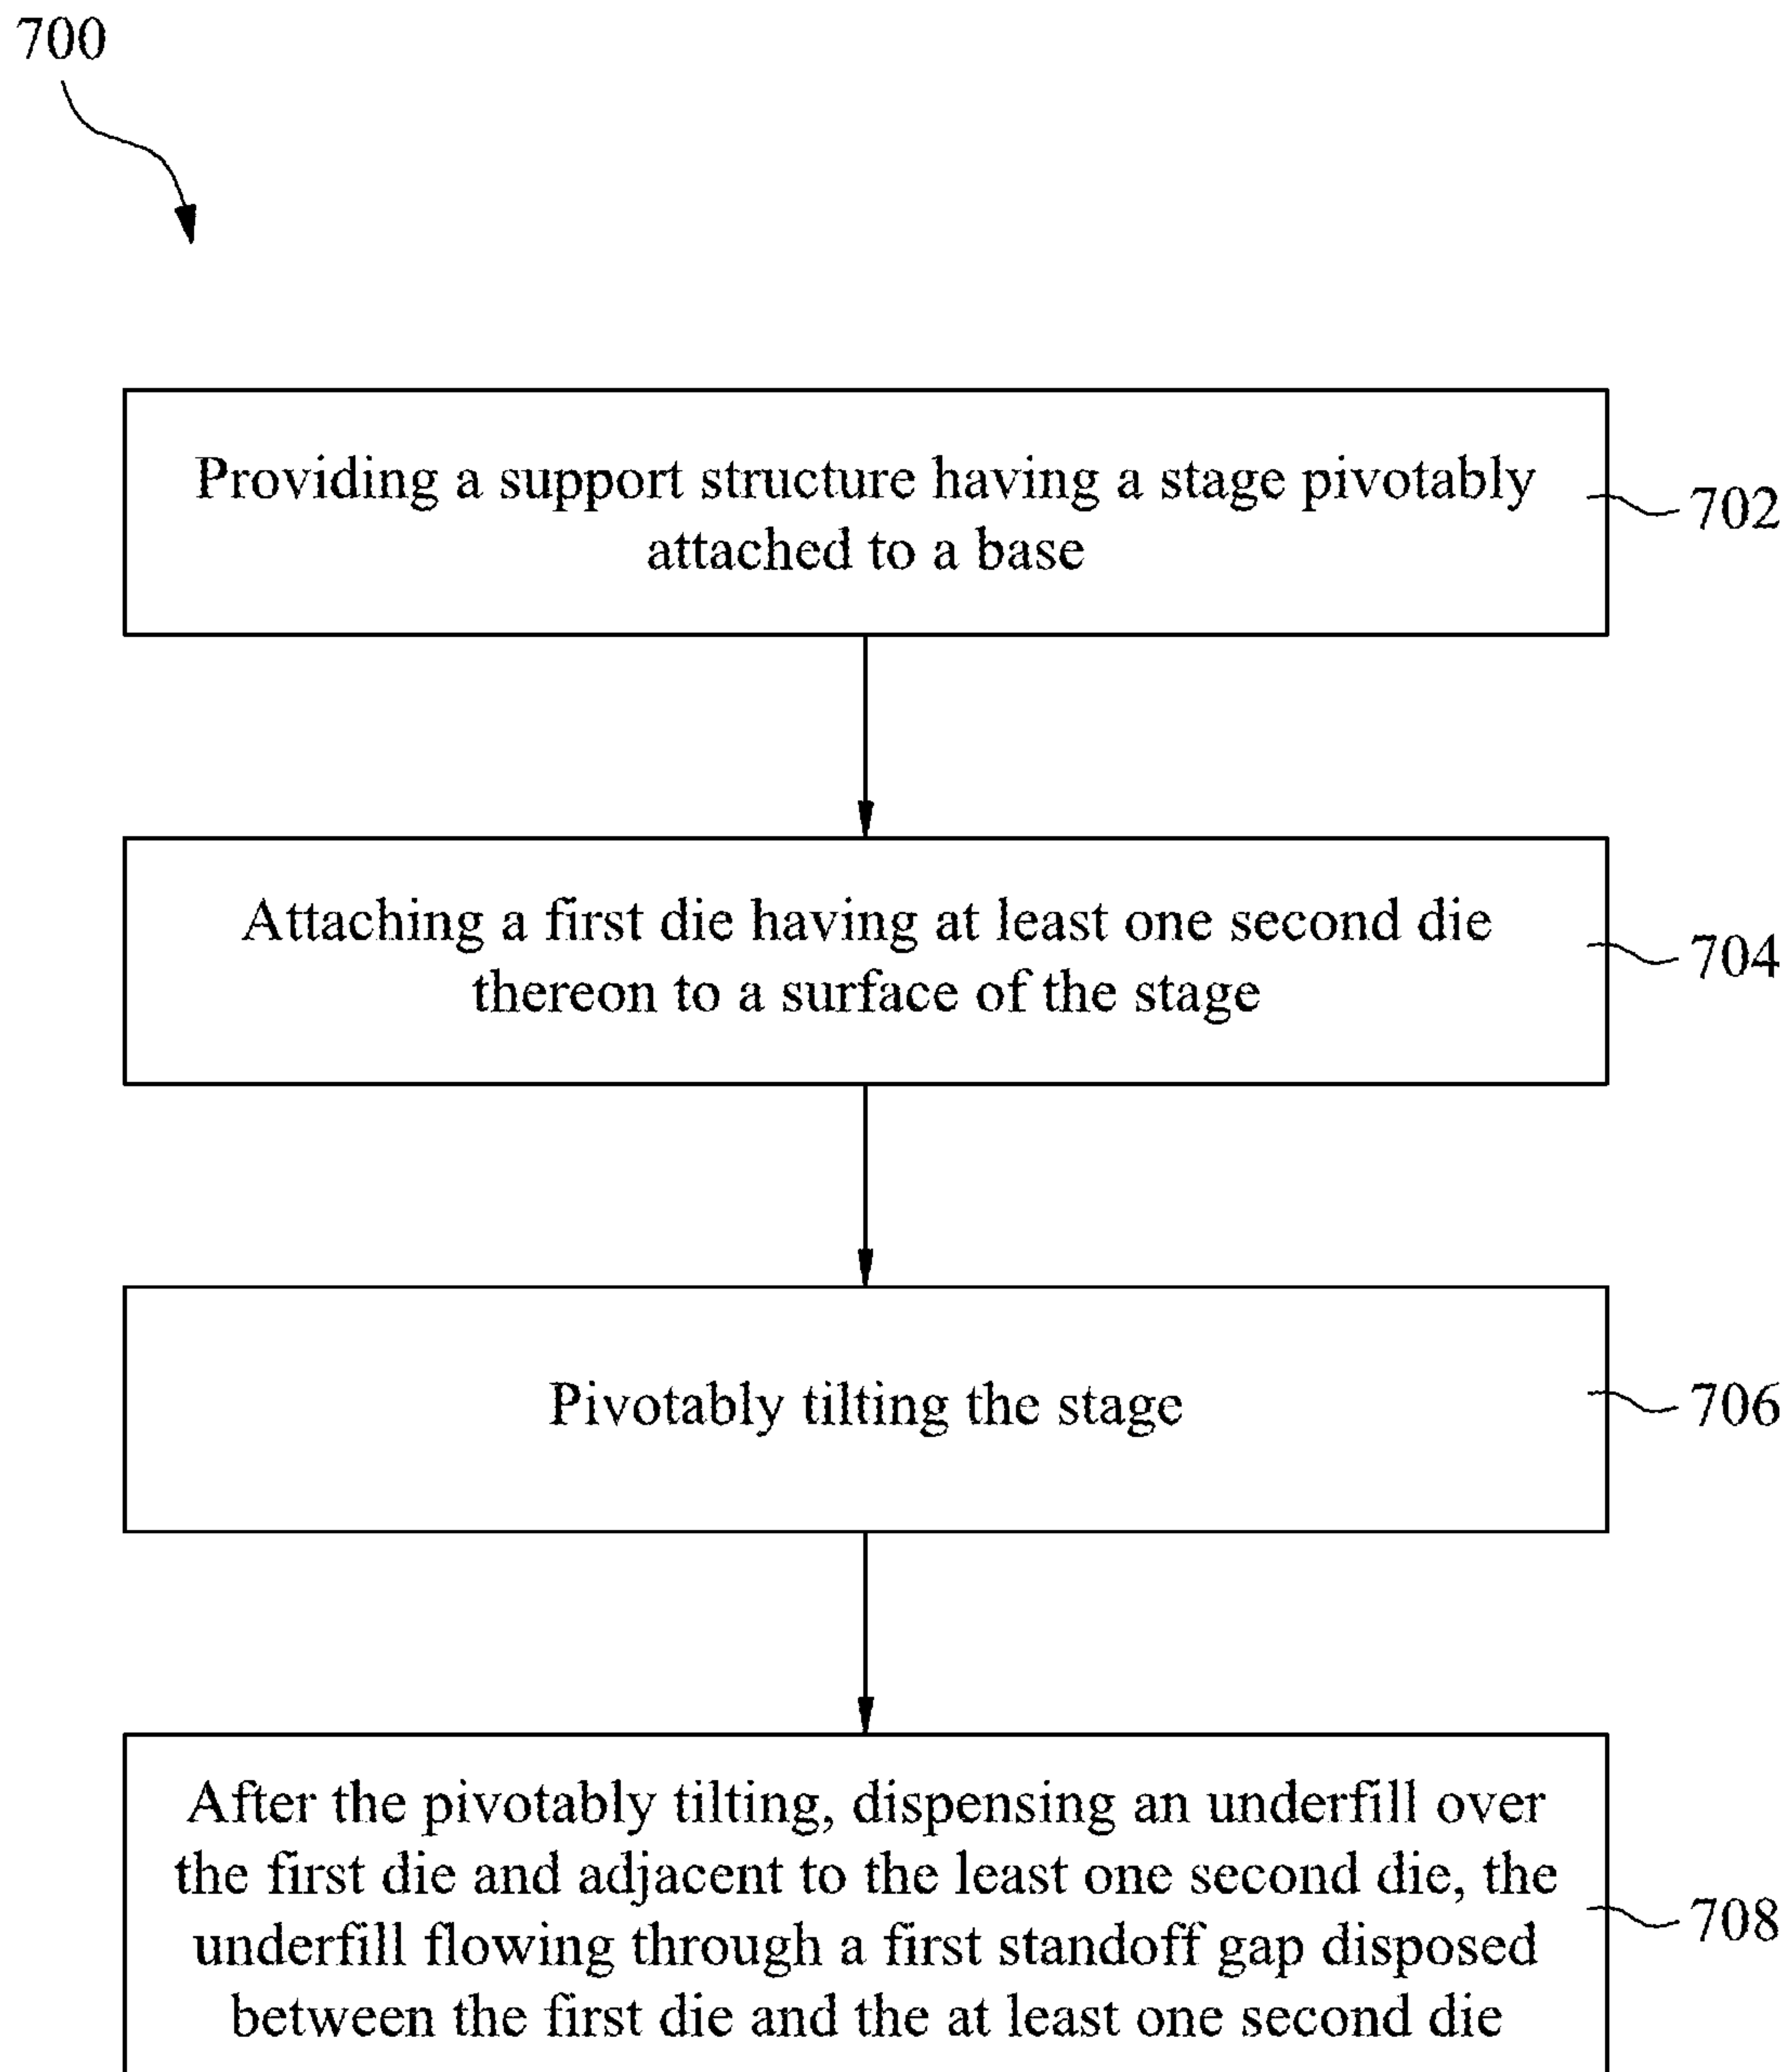 700
Providing a support structure having a stage pivotably
attached to a base
702
Attaching a first die having at least one second die
thereon to a surface of the stage
704
Pivotably tilting the stage
706
After the pivotably tilting, dispensing an underfill over
the first die and adjacent to the least one second die, the
underfill flowing through a first standoff gap disposed
between the first die and the at least one second die
708